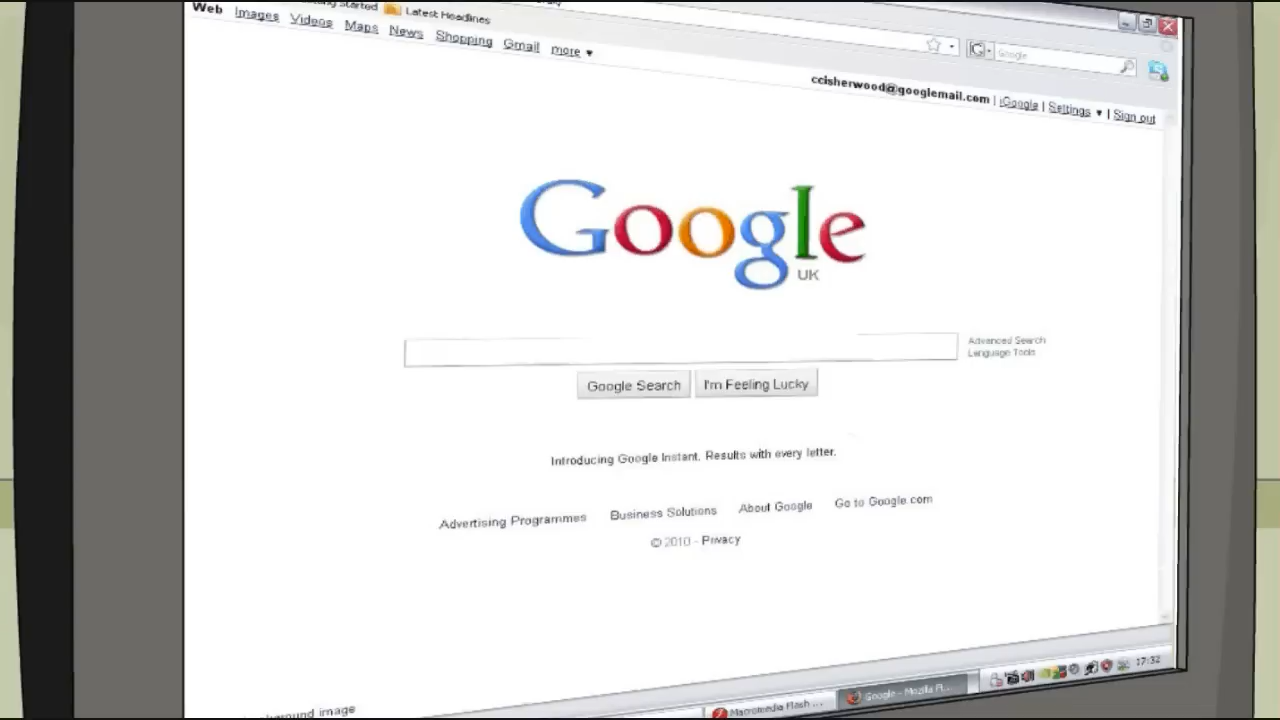 Started Latest Headlines
Web Images Videos Maps News Shopping Gmail more ▼
Google
ccisherwood@googlemail.com | iGoogle | Settings ▼ | Sign out
Google
UK
Advanced Search
Language Tools
Google Search I'm Feeling Lucky
Introducing Google Instant. Results with every letter.
Advertising Programmes Business Solutions About Google Go to Google.com
© 2010 - Privacy
image
Macromedia Flash ... Google - Mozilla Fi...
17:32